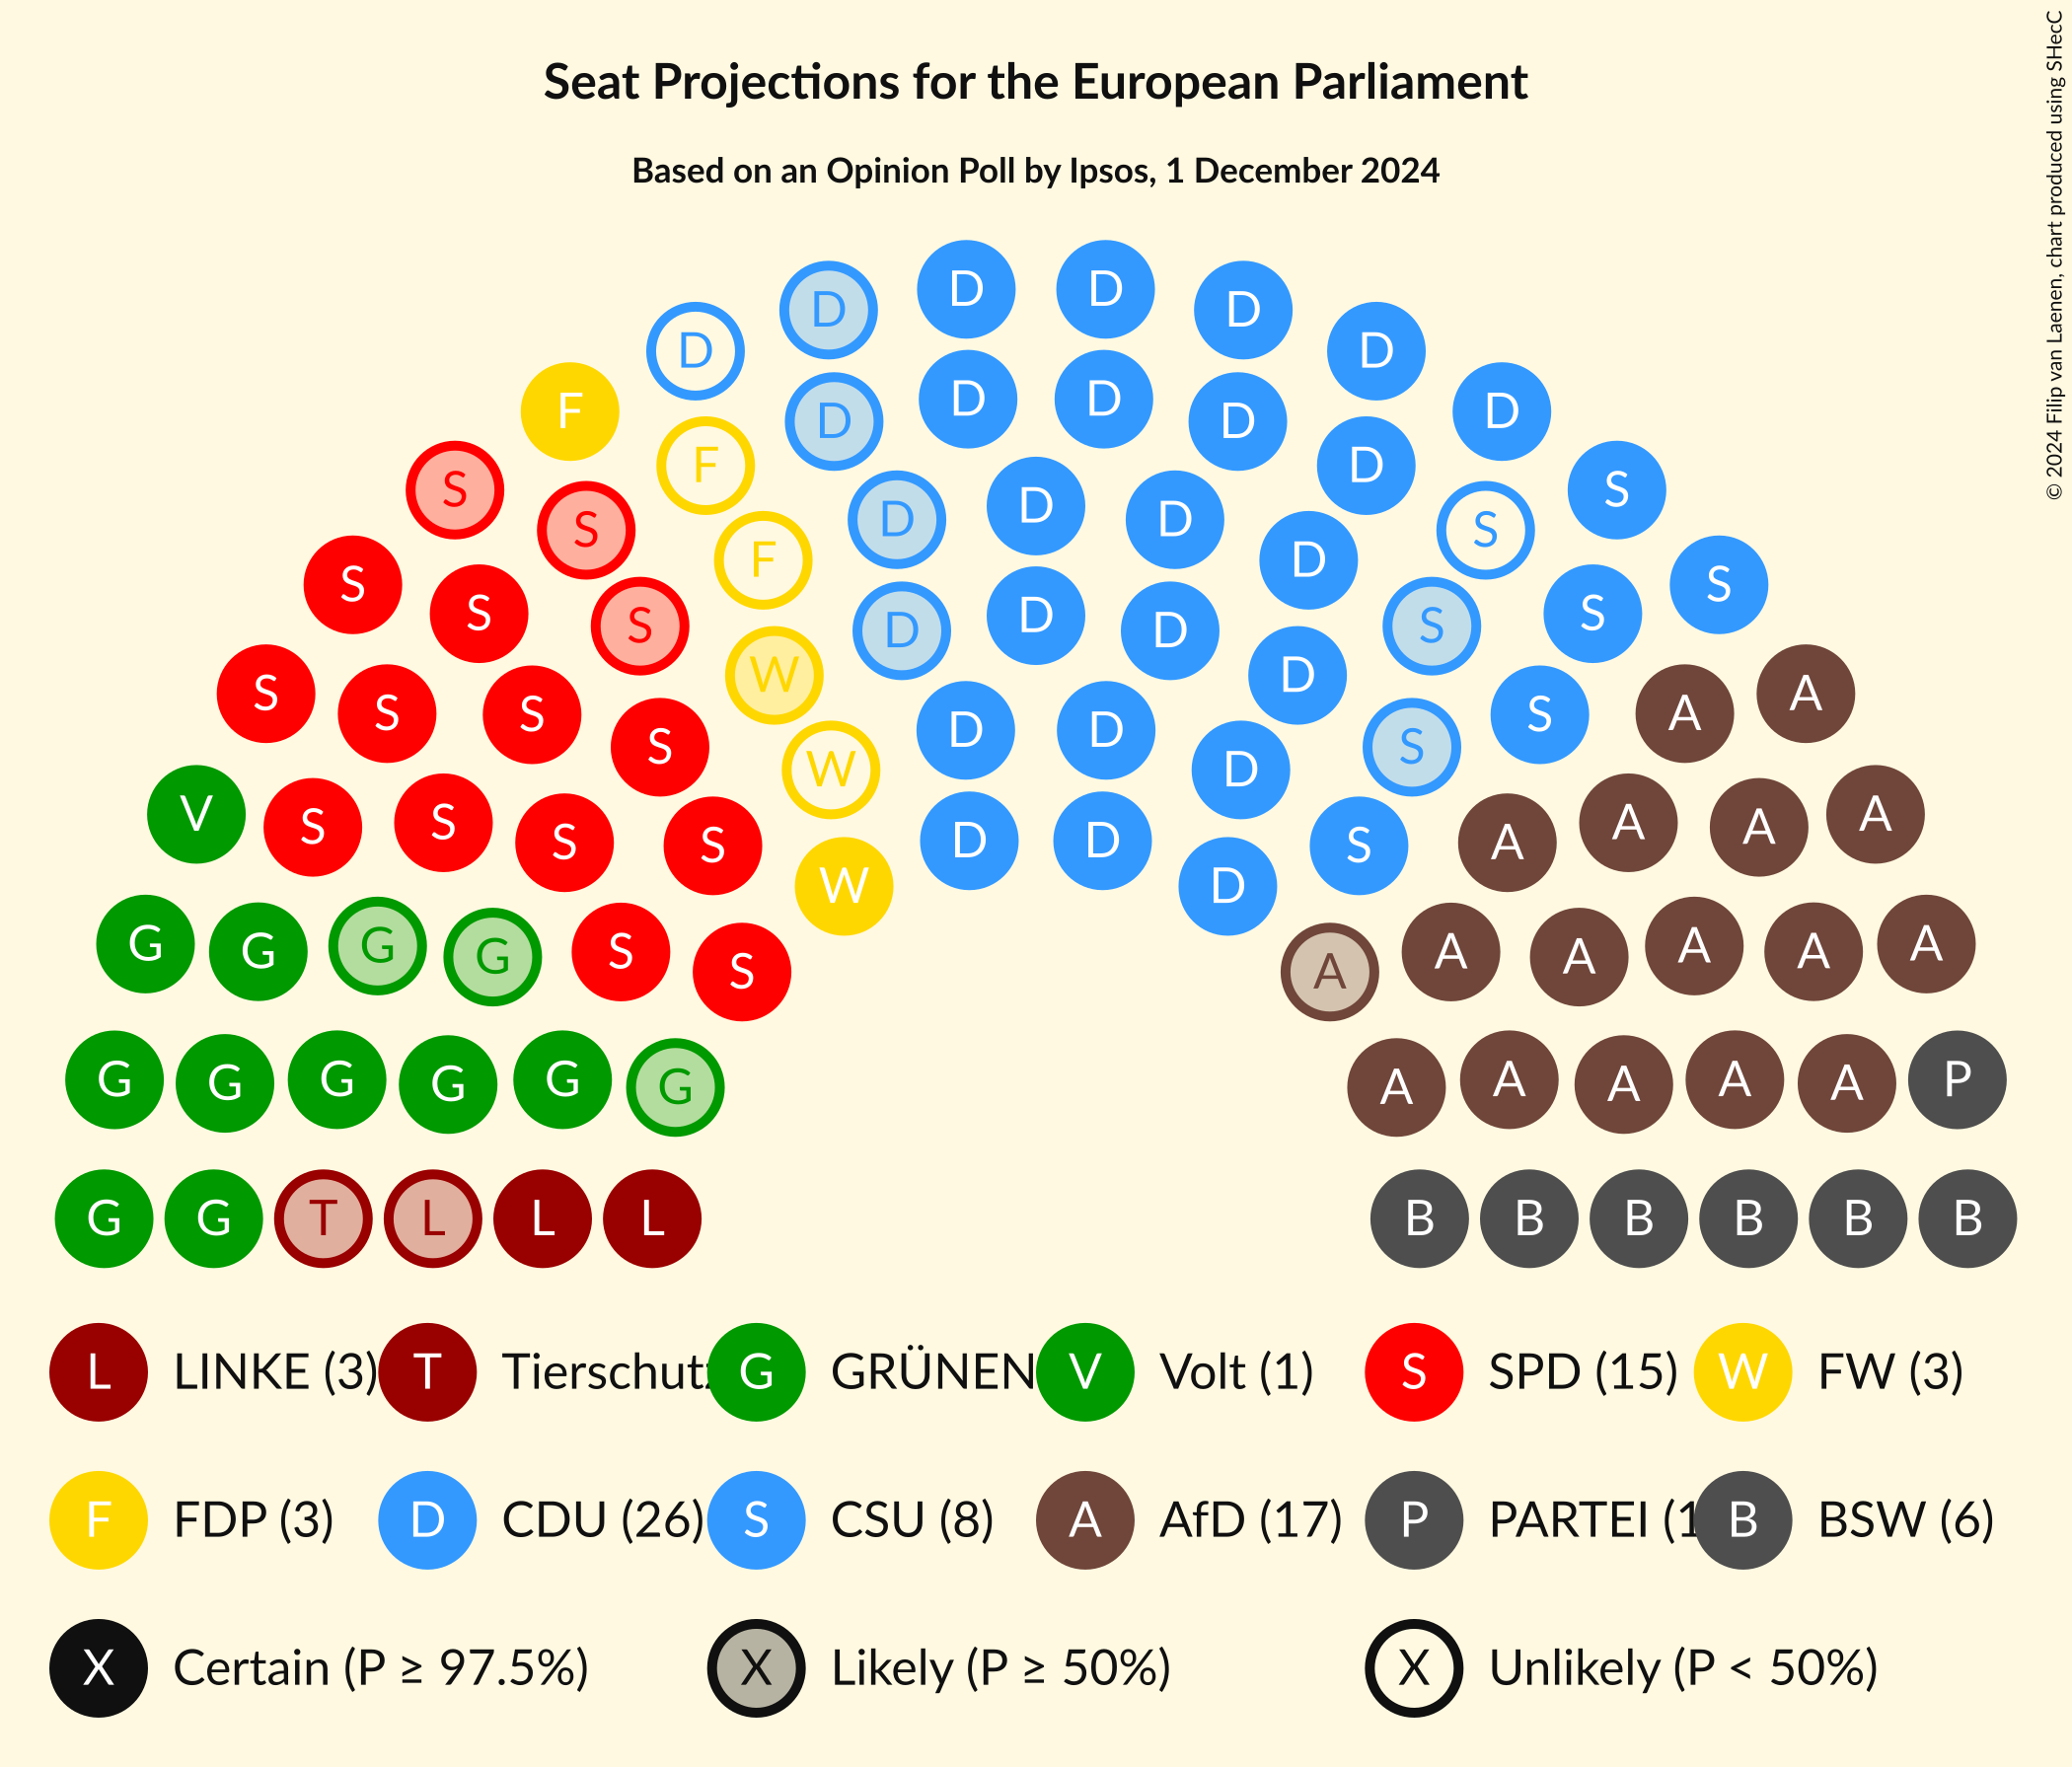 Seat Projections for the European Parliament
Based on an Opinion Poll by Ipsos, 1 December 2024
© 2024 Filip van Laenen, chart produced using SHecC
D D D D
D D
F D
D D D D
F D
S S
D D D D
S S
F D
S S
S S
S S
D D D D
W D
S S
S S S
A A
D D
S S
W D
S S
V S S S
A A A A
D D
S S
W D
G G G G S S
A A A A A A
G G G G G G
A A A A A P
G G T L L L
B B B B B B
L LINKE (3) T Tierschutz G GRÜNEN V Volt (1) S SPD (15) W FW (3)
F FDP (3) D CDU (26) S CSU (8) A AfD (17) P PARTEI (1 B BSW (6)
X Certain (P ≥ 97.5%) X Likely (P ≥ 50%) X Unlikely (P < 50%)